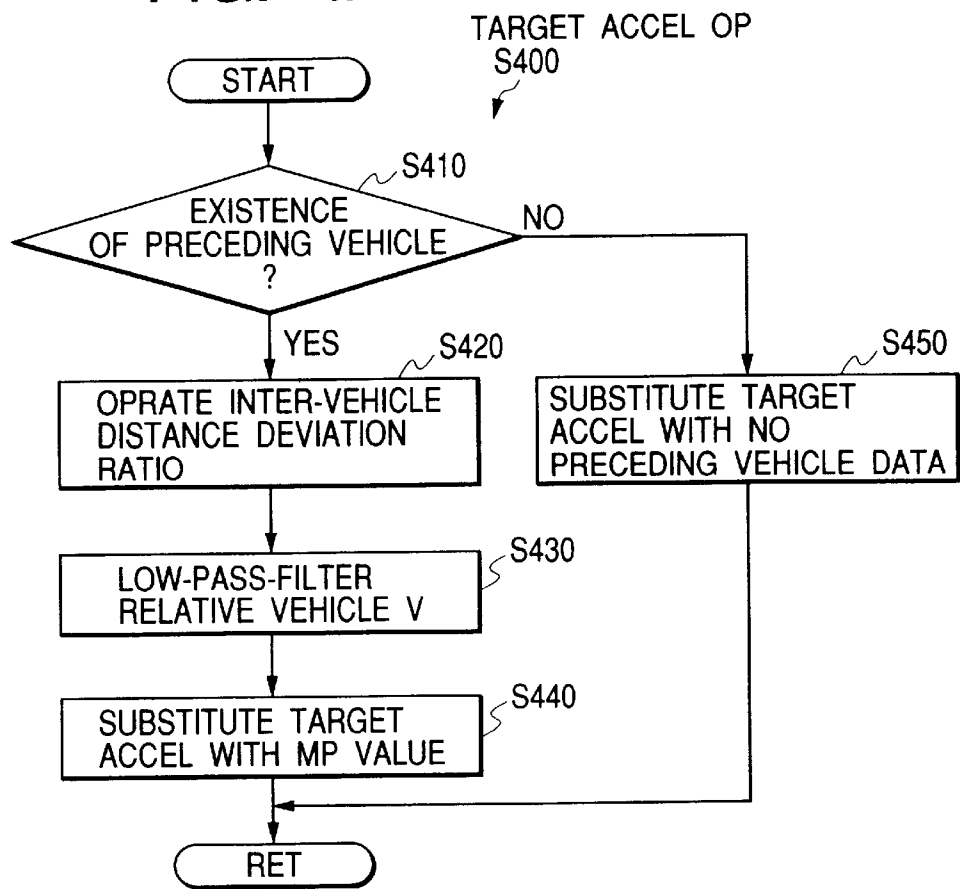 TARGET ACCEL OP
S400
START
S410
EXISTENCE
OF PRECEDING VEHICLE
?
NO
YES
S420
OPRATE INTER-VEHICLE
DISTANCE DEVIATION
RATIO
S450
SUBSTITUTE TARGET
ACCEL WITH NO
PRECEDING VEHICLE DATA
S430
LOW-PASS-FILTER
RELATIVE VEHICLE V
S440
SUBSTITUTE TARGET
ACCEL WITH MP VALUE
RET